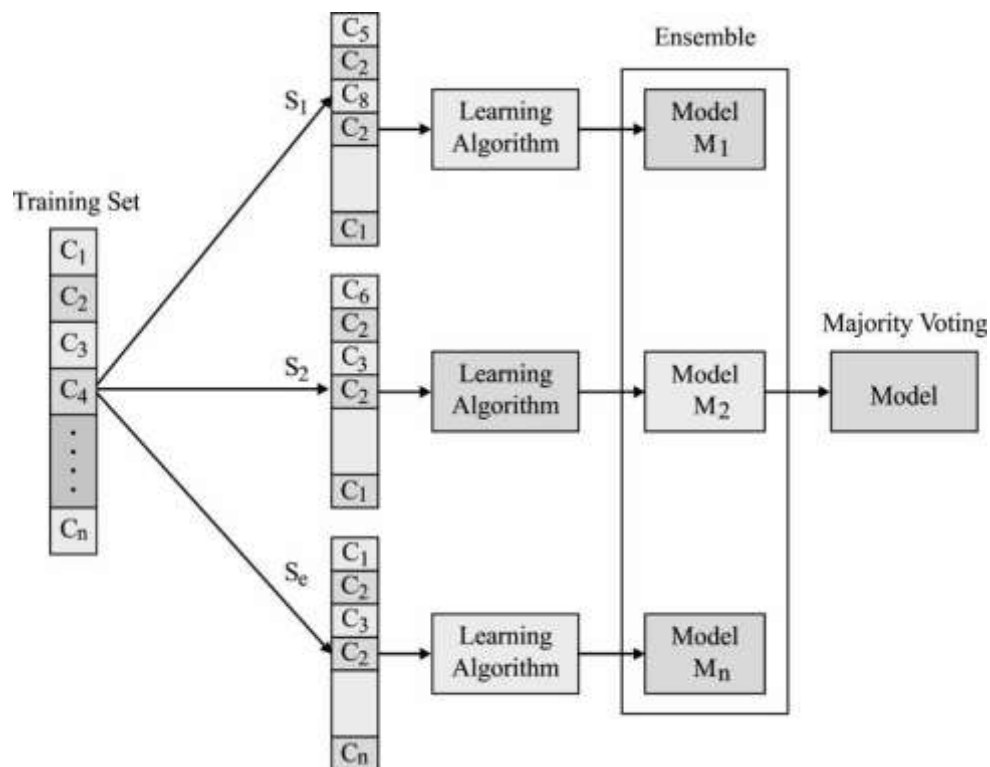 Training Set
C1
C2
C3
C4
Cn
S1
S2
Se
C5
C2
C8
C2
C1
C6
C2
C3
C2
C1
C1
C2
C3
C2
Cn
Learning
Algorithm
Learning
Algorithm
Learning
Algorithm
Ensemble
Model
M1
Model
M2
Model
Mn
Majority Voting
Model